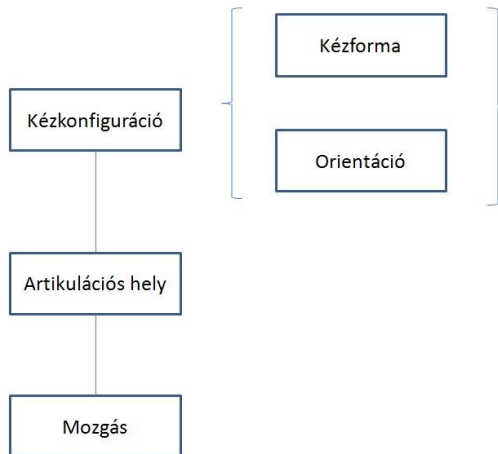 Kézforma
Kézkonfiguráció
Orientáció
Artikulációs hely
Mozgás